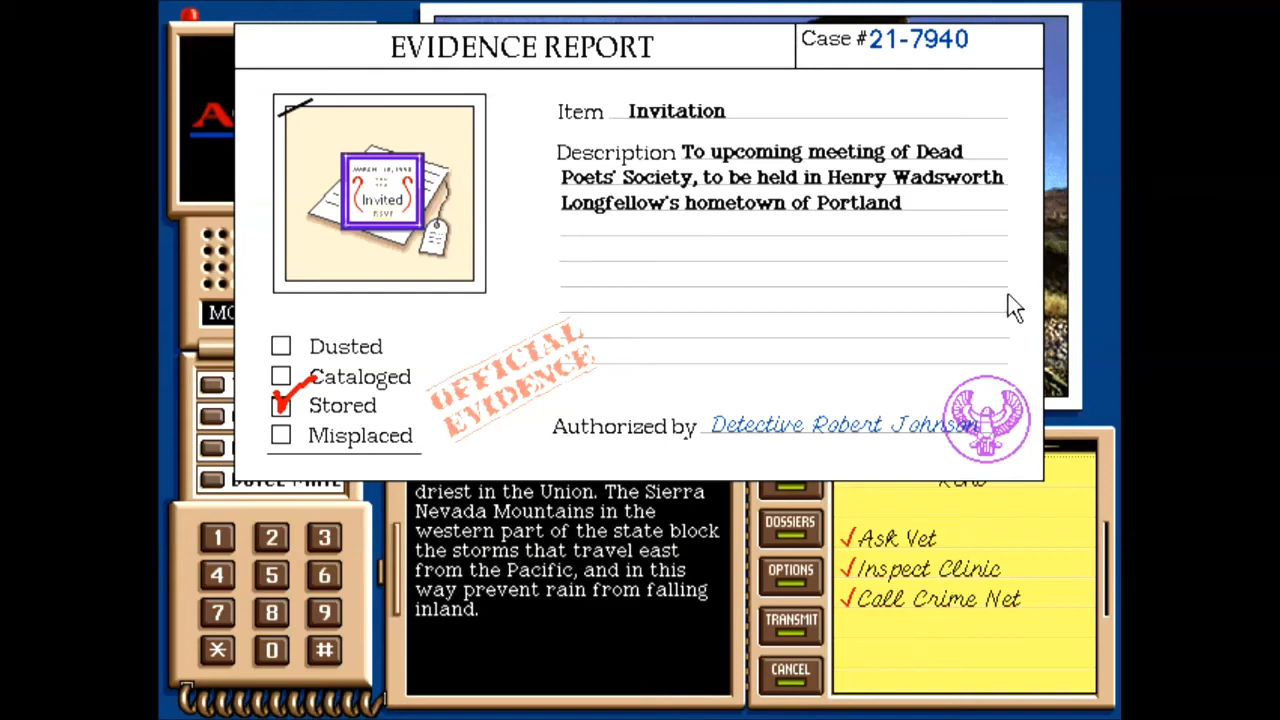 EVIDENCE REPORT
Case #21-7940
Item Invitation
Description To upcoming meeting of Dead
Poets' Society, to be held in Henry Wadsworth
Longfellow's hometown of Portland
Invited
RSVP
Dusted
Cataloged
Stored
Misplaced
OFFICIAL
EVIDENCE
Authorized by Detective Robert Johnson
driest in the Union. The Sierra
Nevada Mountains in the
western part of the state block
the storms that travel east
from the Pacific, and in this
way prevent rain from falling
inland.
1 2 3
4 5 6
7 8 9
* 0 #
DOSSIERS
OPTIONS
TRANSMIT
CANCEL
Ask Vet
Inspect Clinic
Call Crime Net